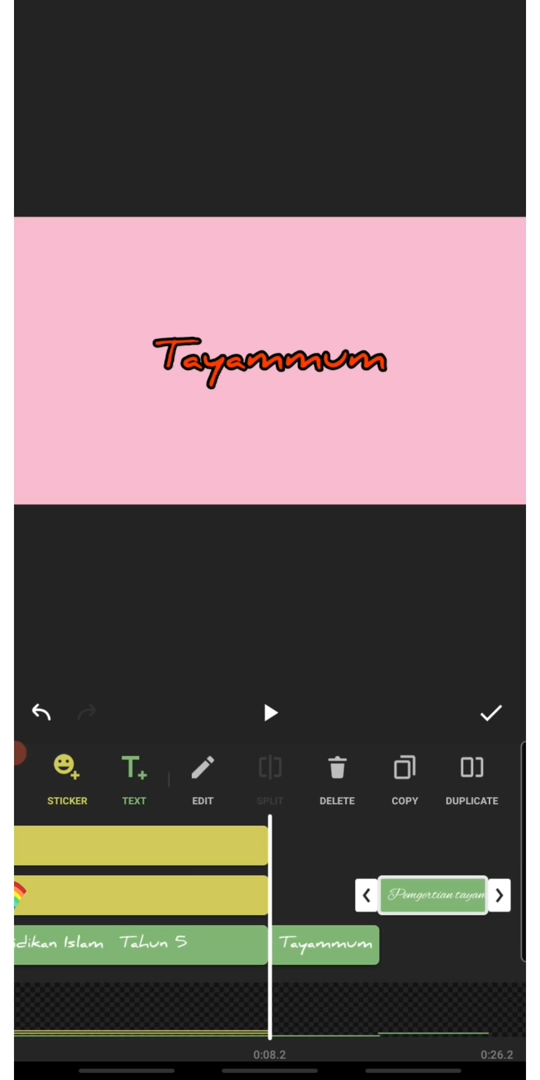 Tayammum
STICKER
TEXT
EDIT
SPLIT
DELETE
COPY
DUPLICATE
Pemgertian tayam
dikan Islam Tahun 5
Tayammum
0:08.2
0:26.2